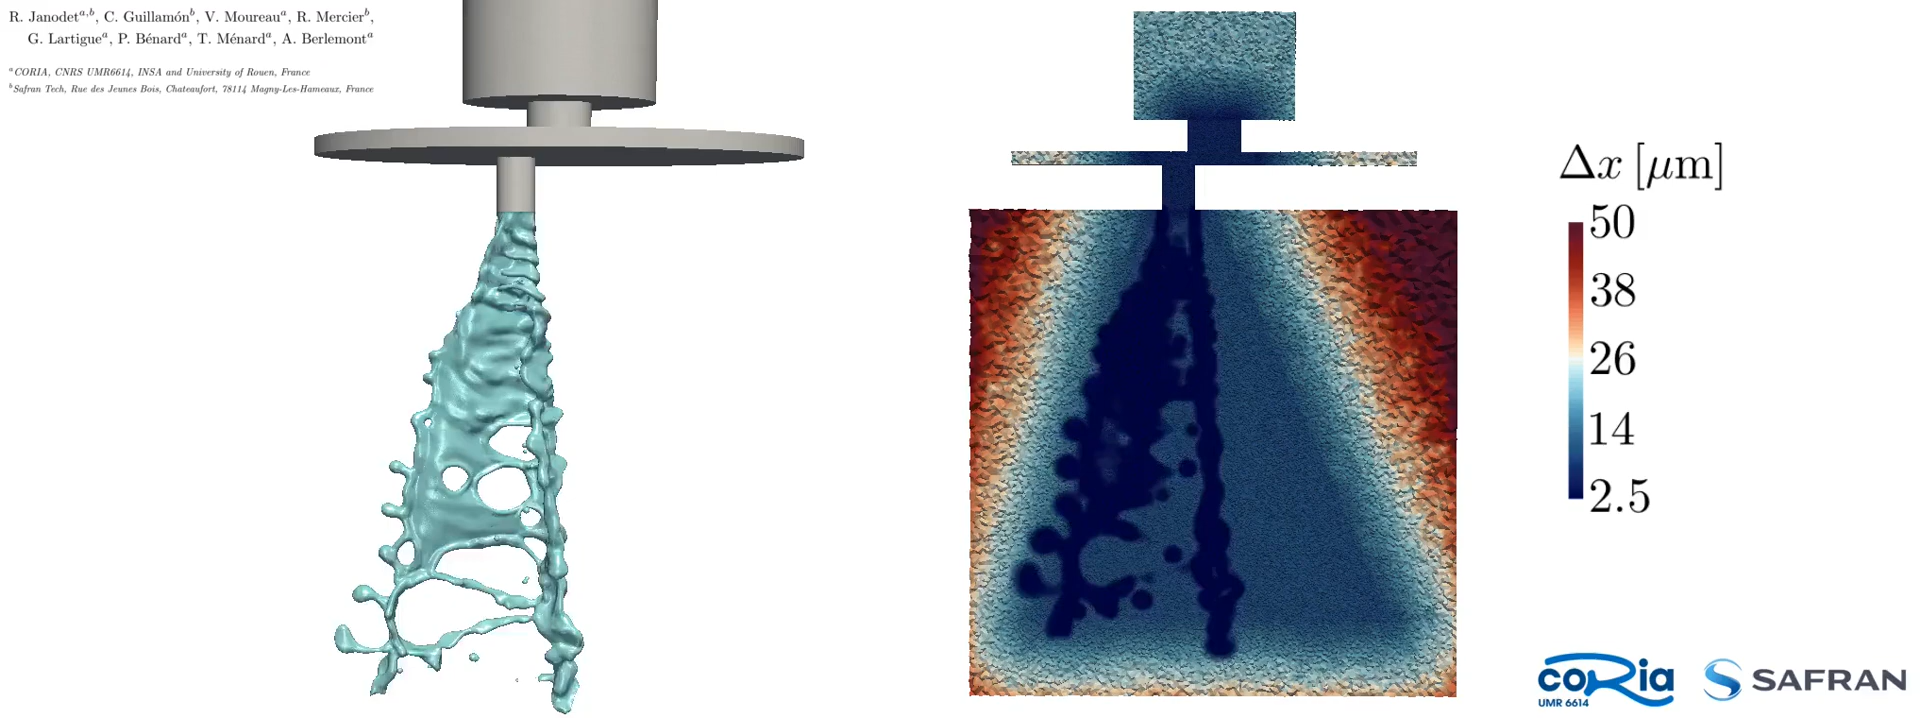 R. Janodet^{a,b}, C. Guillamón^{b}, V. Moureau^{a}, R. Mercier^{b},
G. Lartigue^{a}, P. Bénard^{a}, T. Ménard^{a}, A. Berlemont^{a}
^{a}CORIA, CNRS UMR6614, INSA and University of Rouen, France
^{b}Safran Tech, Rue des Jeunes Bois, Chateaufort, 78114 Magny-Les-Hameaux, France
Δx [μm]
50
38
26
14
2.5
CORIA
UMR 6614
SAFRAN